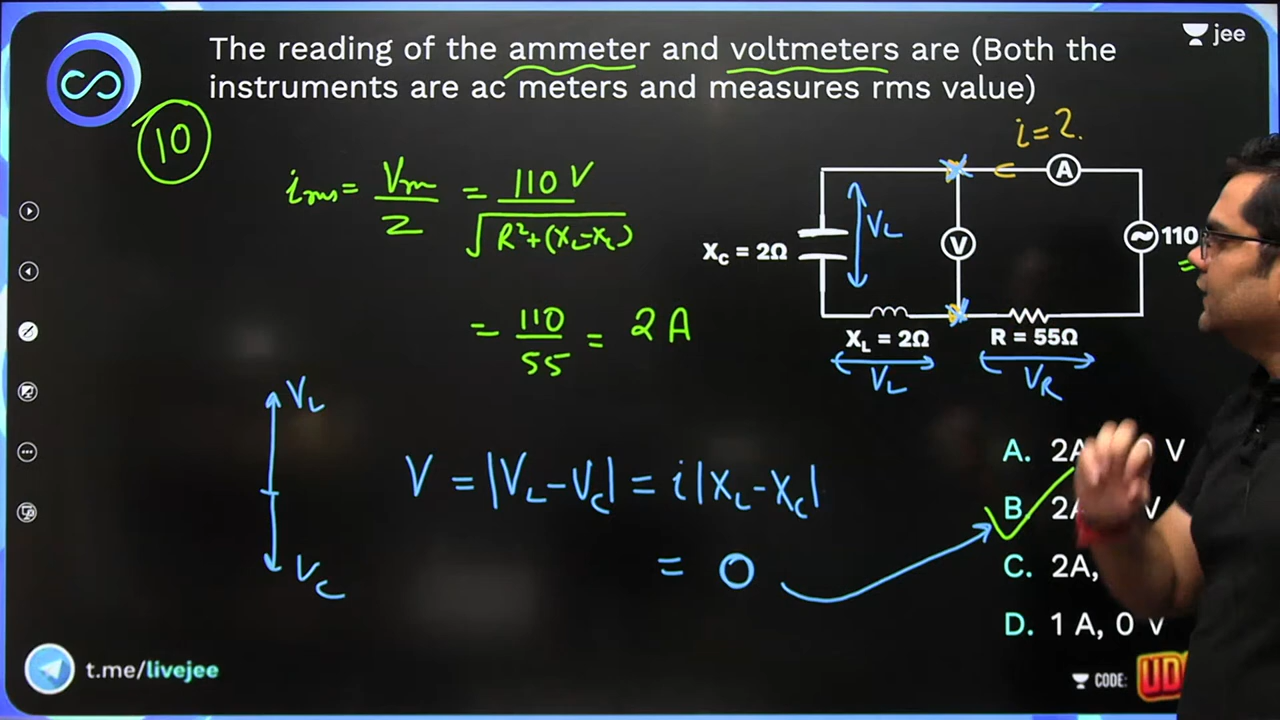 The reading of the ammeter and voltmeters are (Both the
instruments are ac meters and measures rms value)
jee
10
i = 2.
i_rms = V_m / Z = 110 V / √R² + (X_L - X_C)
= 110 / 55 = 2 A
A
V
V_L
X_C = 2Ω
110
X_L = 2Ω
R = 55Ω
V_L
V_R
V_L
V_C
V = |V_L - V_C| = i |X_L - X_C|
= 0
A. 2A V
B. 2A V
C. 2A,
D. 1 A, 0 V
t.me/livejee
CODE: